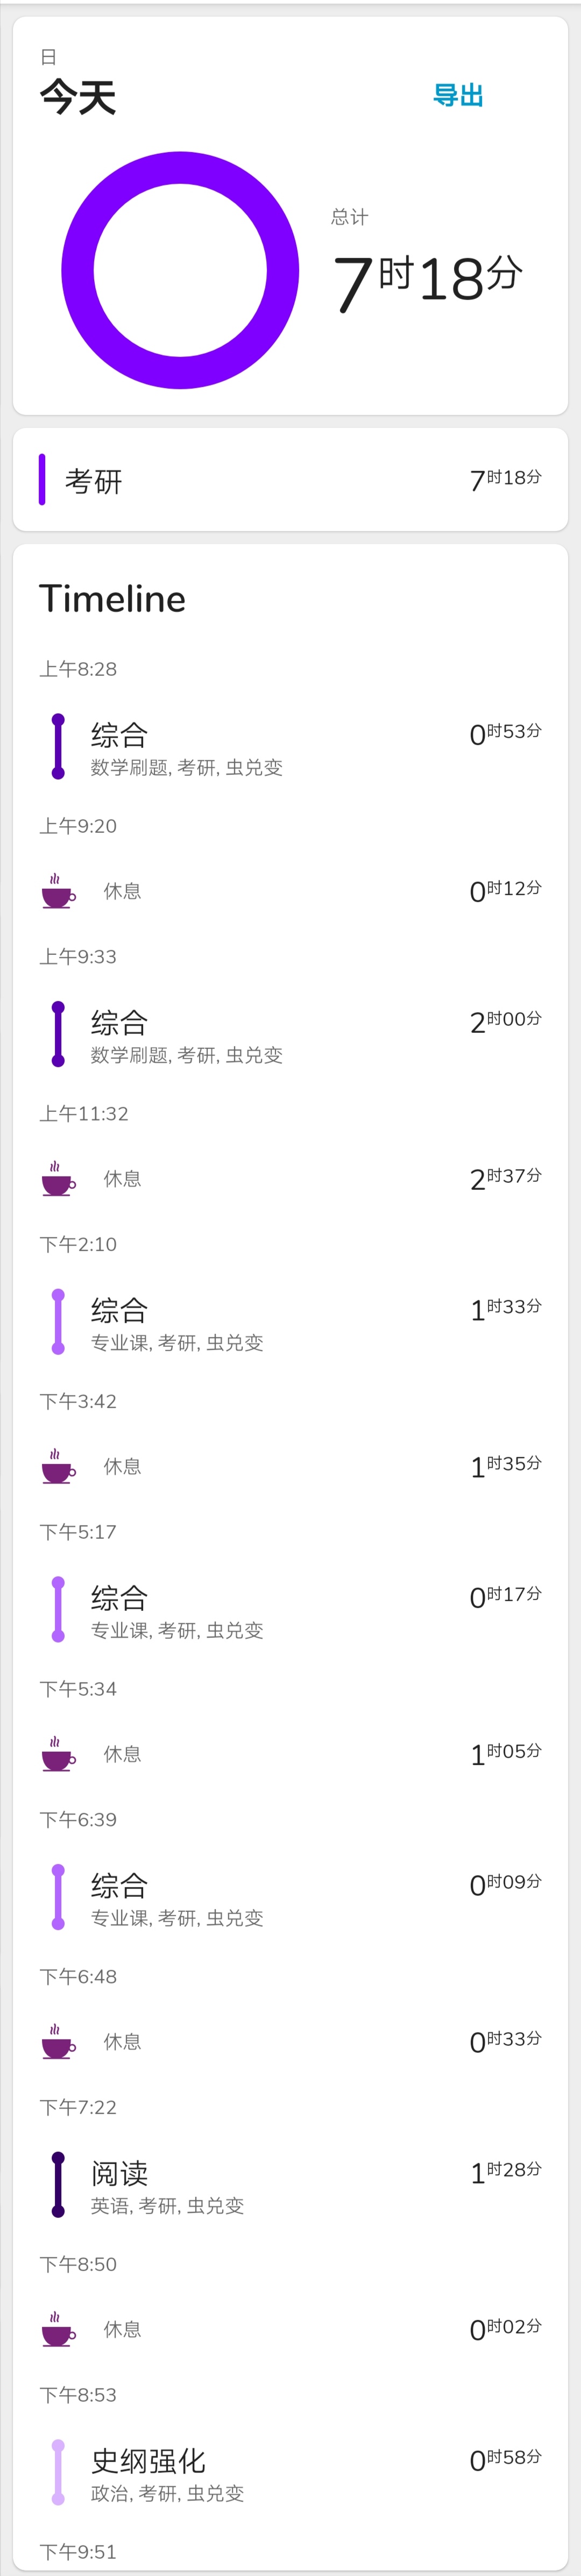 日
今天
导出
总计
7时18分
考研 7时18分
Timeline
上午8:28
综合 0时53分
数学刷题, 考研, 虫兑变
上午9:20
休息 0时12分
上午9:33
综合 2时00分
数学刷题, 考研, 虫兑变
上午11:32
休息 2时37分
下午2:10
综合 1时33分
专业课, 考研, 虫兑变
下午3:42
休息 1时35分
下午5:17
综合 0时17分
专业课, 考研, 虫兑变
下午5:34
休息 1时05分
下午6:39
综合 0时09分
专业课, 考研, 虫兑变
下午6:48
休息 0时33分
下午7:22
阅读 1时28分
英语, 考研, 虫兑变
下午8:50
休息 0时02分
下午8:53
史纲强化 0时58分
政治, 考研, 虫兑变
下午9:51